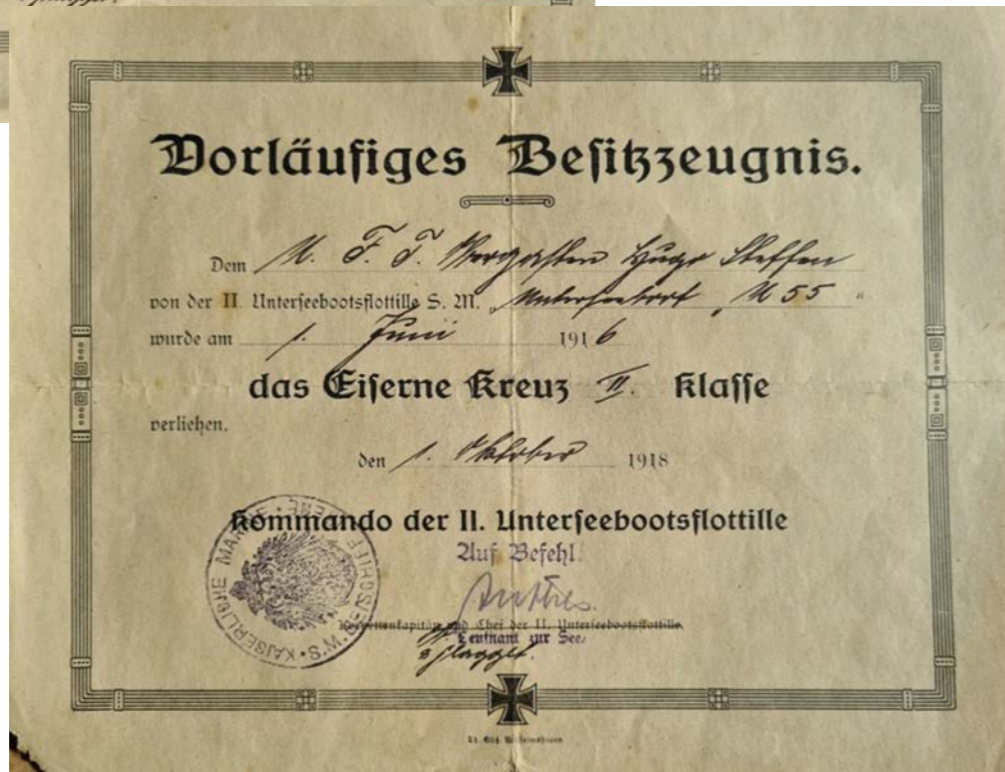 Vorläufiges Besitzzeugnis.
Dem M. F. T. Hugo Steffen
von der II. Unterseebootsflottille S. M. „Unterseeboot U 55“
wurde am 1. Juni 1916
das Eiserne Kreuz II. Klasse
verliehen.
den 1. Oktober 1918
Kommando der II. Unterseebootsflottille
Auf Befehl.
Korvettenkapitän und Chef der II. Unterseebootsflottille.
Leutnant zur See
KAISERLICHE MARINE